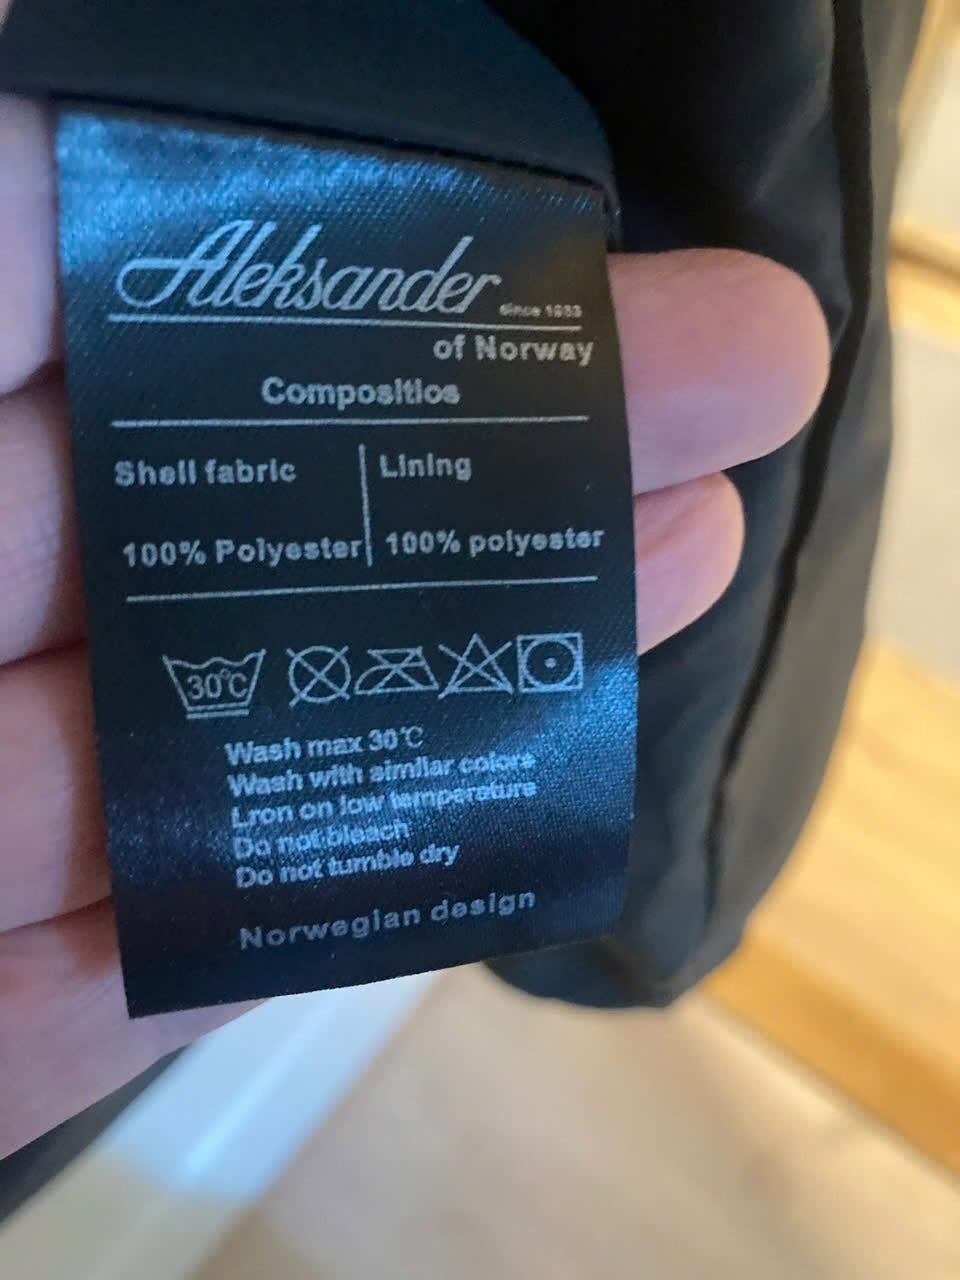 Aleksander
since 1933
of Norway
Compositios
Shell fabric
Lining
100% Polyester
100% polyester
30°C
Wash max 30℃
Wash with similar colors
Lron on low temperature
Do not bleach
Do not tumble dry
Norwegian design